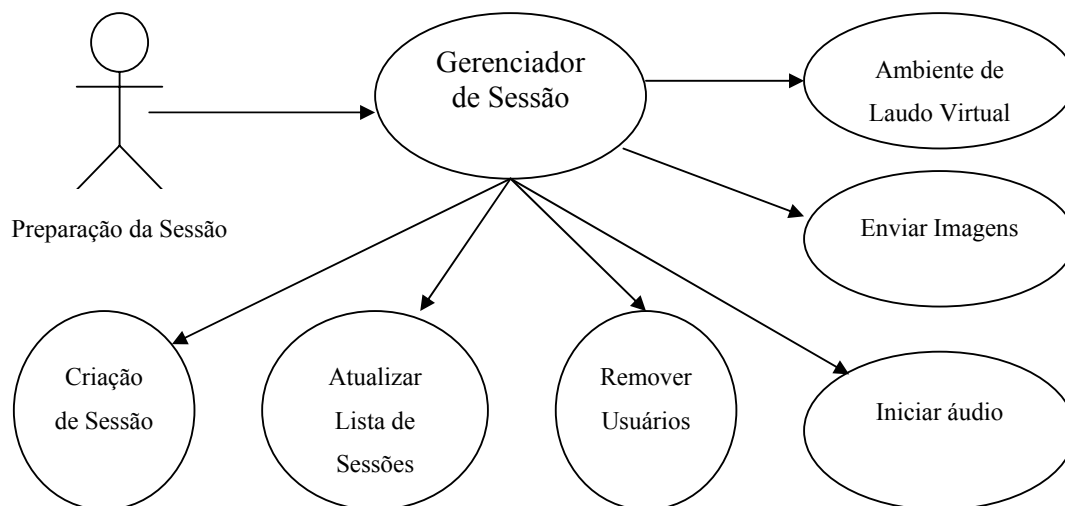 Gerenciador
de Sessão
Ambiente de
Laudo Virtual
Preparação da Sessão
Enviar Imagens
Criação
de Sessão
Atualizar
Lista de
Sessões
Remover
Usuários
Iniciar áudio